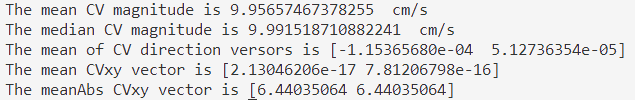 The mean CV magnitude is 9.95657467378255  cm/s
The median CV magnitude is 9.991518710882241  cm/s
The mean of CV direction versors is [-1.15365680e-04  5.12736354e-05]
The mean CVxy vector is [2.13046206e-17 7.81206798e-16]
The meanAbs CVxy vector is [6.44035064 6.44035064]